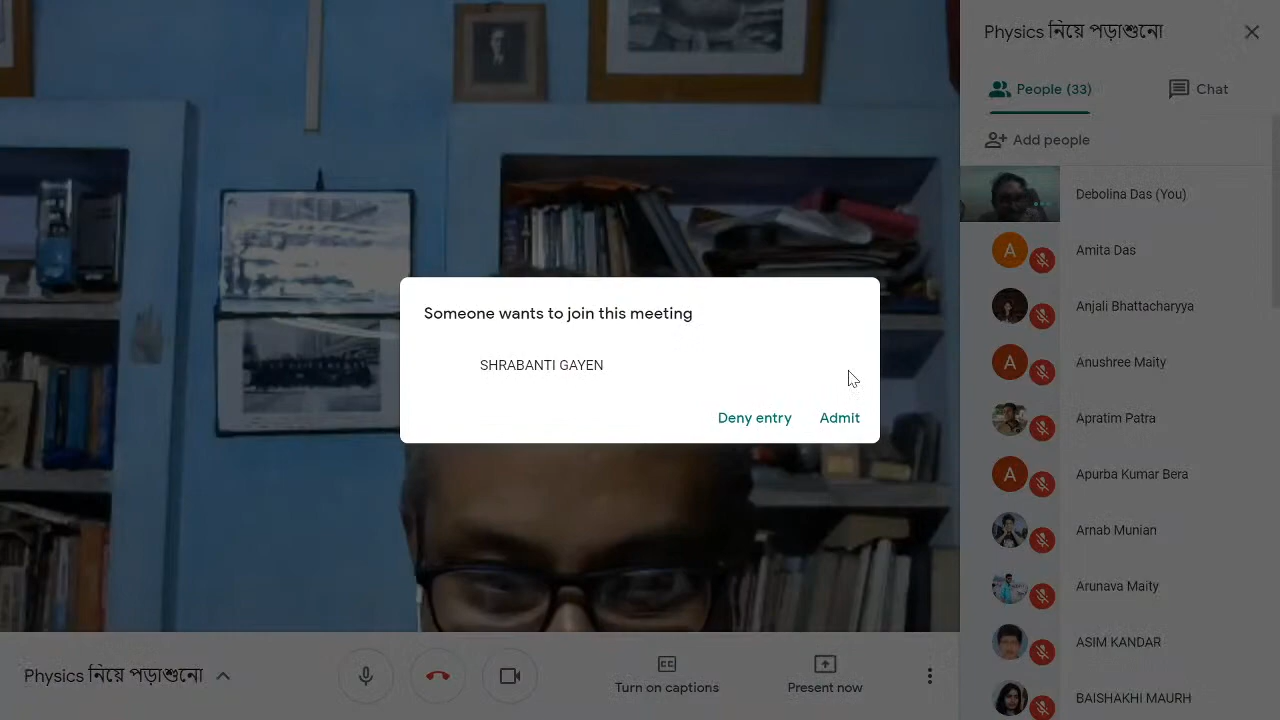 Physics নিয়ে পড়াশুনো
People (33)
Chat
Add people
Debolina Das (You)
A
Amita Das
Anjali Bhattacharyya
A
Anushree Maity
Apratim Patra
A
Apurba Kumar Bera
Arnab Munian
Arunava Maity
ASIM KANDAR
BAISHAKHI MAURH
Someone wants to join this meeting
SHRABANTI GAYEN
Deny entry
Admit
Physics নিয়ে পড়াশুনো
CC
Turn on captions
Present now